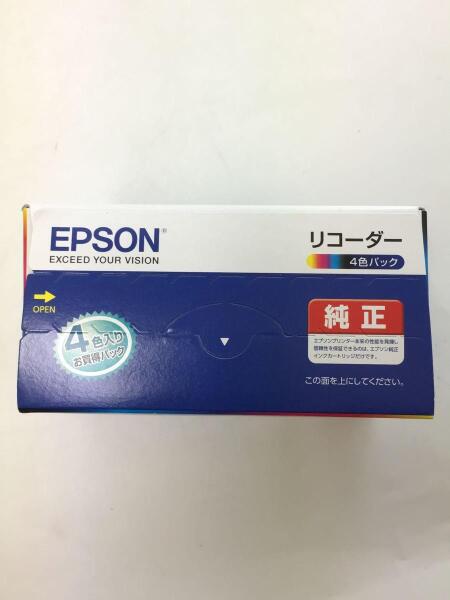 EPSON®
EXCEED YOUR VISION
リコーダー
4色パック
OPEN
4色入り
お買得パック
純正
エプソンプリンター本来の性能を発揮し
信頼性を保証できるのは、エプソン純正
インクカートリッジだけです。
この面を上にしてください。